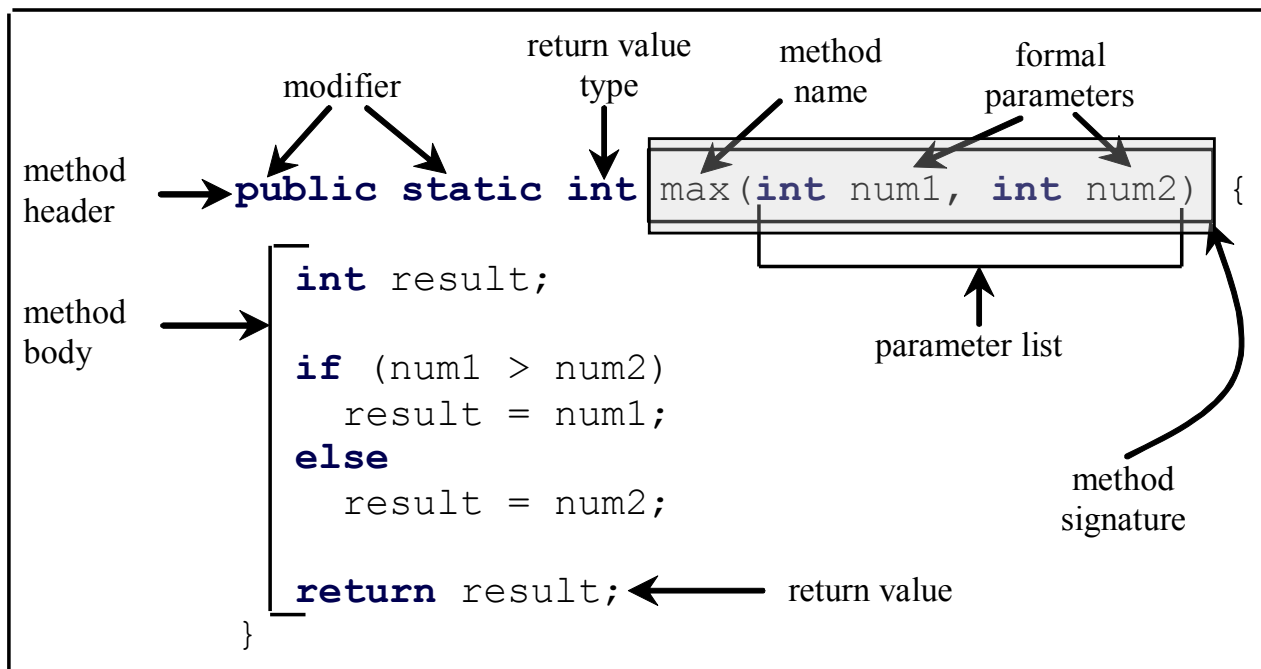 return value
type
method
name
formal
parameters
modifier
method
header
public static int max(int num1, int num2) {
int result;
method
body
parameter list
if (num1 > num2)
result = num1;
else
result = num2;
method
signature
return result;
return value
}